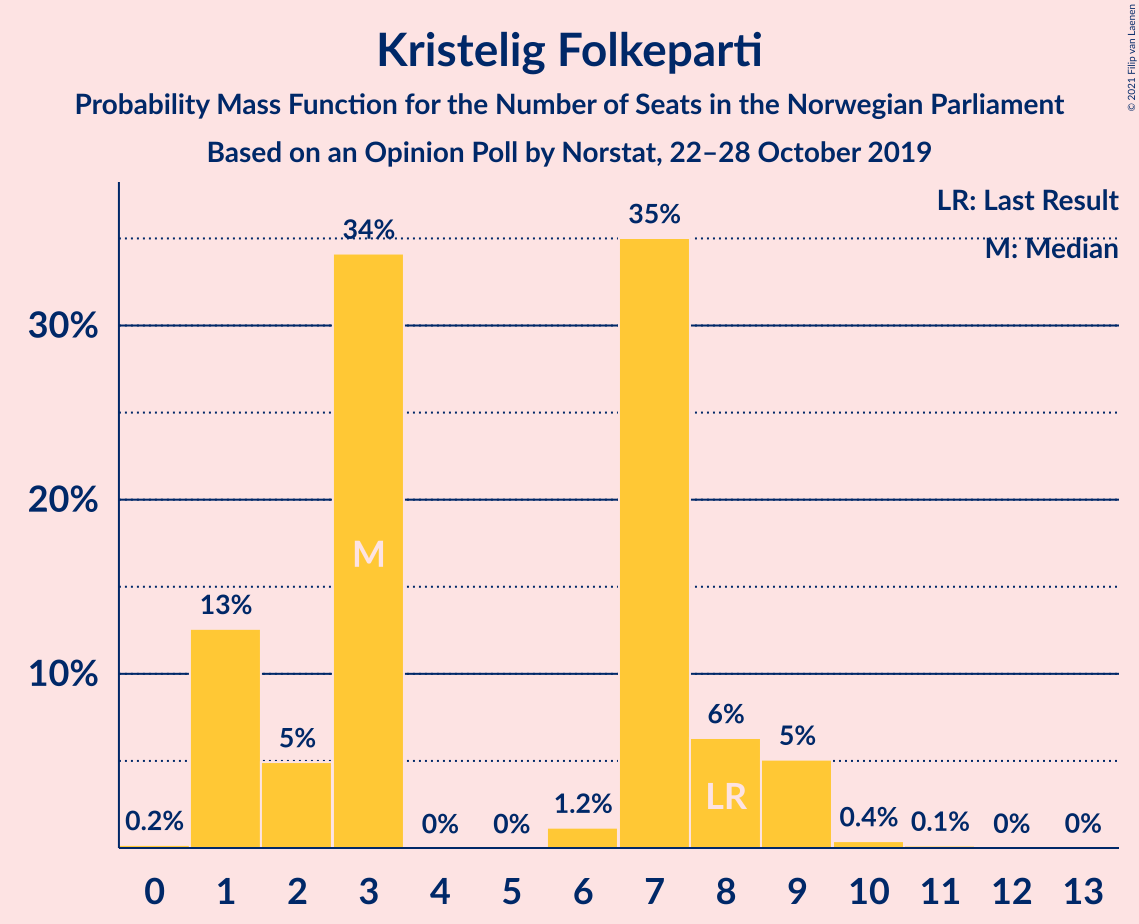 Kristelig Folkeparti
Probability Mass Function for the Number of Seats in the Norwegian Parliament
Based on an Opinion Poll by Norstat, 22–28 October 2019
© 2021 Filip van Laenen
LR: Last Result
M: Median
30%
20%
10%
0.2%
13%
5%
34%
0%
0%
1.2%
35%
6%
5%
0.4%
0.1%
0%
0%
M
LR
0 1 2 3 4 5 6 7 8 9 10 11 12 13